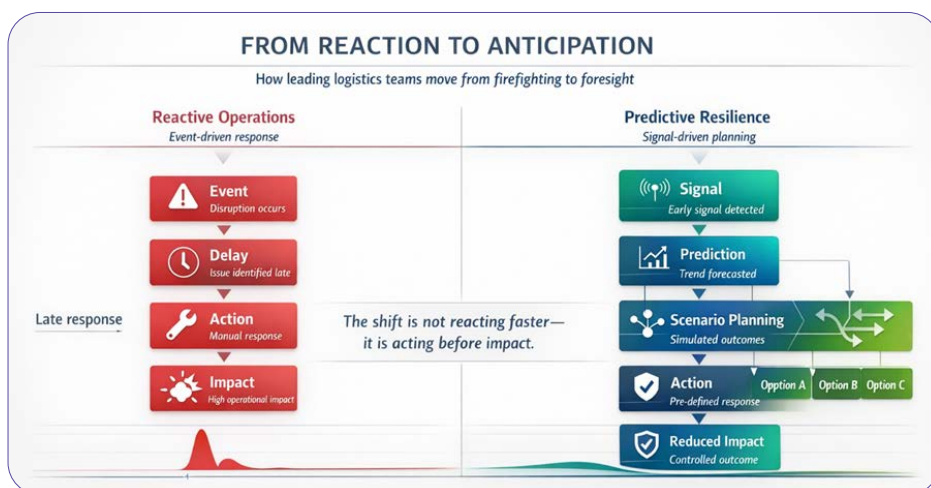 FROM REACTION TO ANTICIPATION
How leading logistics teams move from firefighting to foresight
Reactive Operations
Event-driven response
Event
Disruption occurs
Delay
Issue identified late
Late response
Action
Manual response
Impact
High operational impact
The shift is not reacting faster—
it is acting before impact.
Predictive Resilience
Signal-driven planning
Signal
Early signal detected
Prediction
Trend forecasted
Scenario Planning
Simulated outcomes
Action
Pre-defined response
Opption A
Option B
Option C
Reduced Impact
Controlled outcome